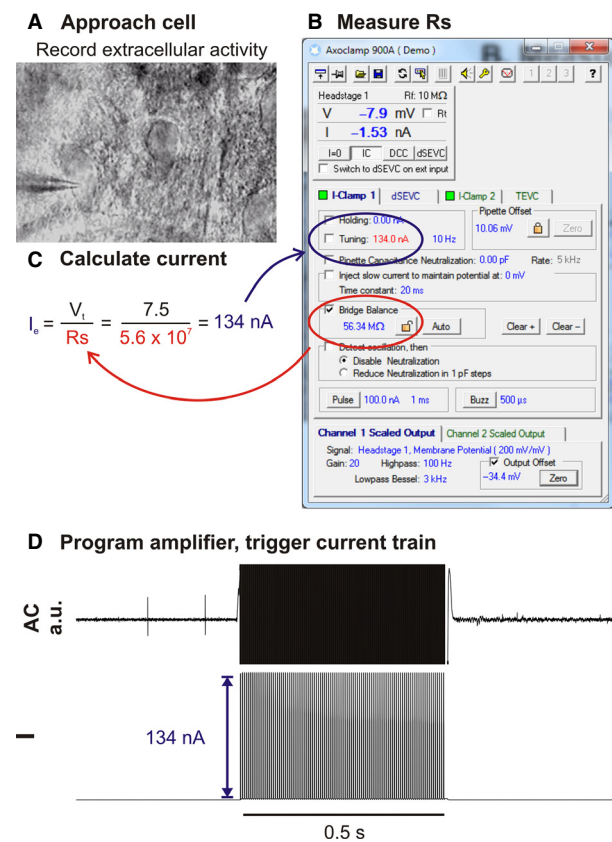 A Approach cell
Record extracellular activity
B Measure Rs
Axoclamp 900A ( Demo )
1 2 3 ?
Headstage 1 Rf: 10 MΩ
V −7.9 mV Rt
I −1.53 nA
I=0 IC DCC dSEVC
Switch to dSEVC on ext input
I-Clamp 1 dSEVC I-Clamp 2 TEVC
Holding: 0.00 nA
Pipette Offset
10.06 mV Zero
Tuning: 134.0 nA 10 Hz
Pipette Capacitance Neutralization: 0.00 pF Rate: 5 kHz
Inject slow current to maintain potential at: 0 mV
Time constant: 20 ms
Bridge Balance
56.34 MΩ Auto Clear + Clear −
Detect oscillation, then
Disable Neutralization
Reduce Neutralization in 1 pF steps
Pulse 100.0 nA 1 ms Buzz 500 µs
Channel 1 Scaled Output Channel 2 Scaled Output
Signal: Headstage 1, Membrane Potential ( 200 mV/mV )
Gain: 20 Highpass: 100 Hz Output Offset
Lowpass Bessel: 3 kHz −34.4 mV Zero
C Calculate current
Ie = Vt / Rs = 7.5 / 5.6 x 10⁷ = 134 nA
D Program amplifier, trigger current train
AC
a.u.
I
134 nA
0.5 s